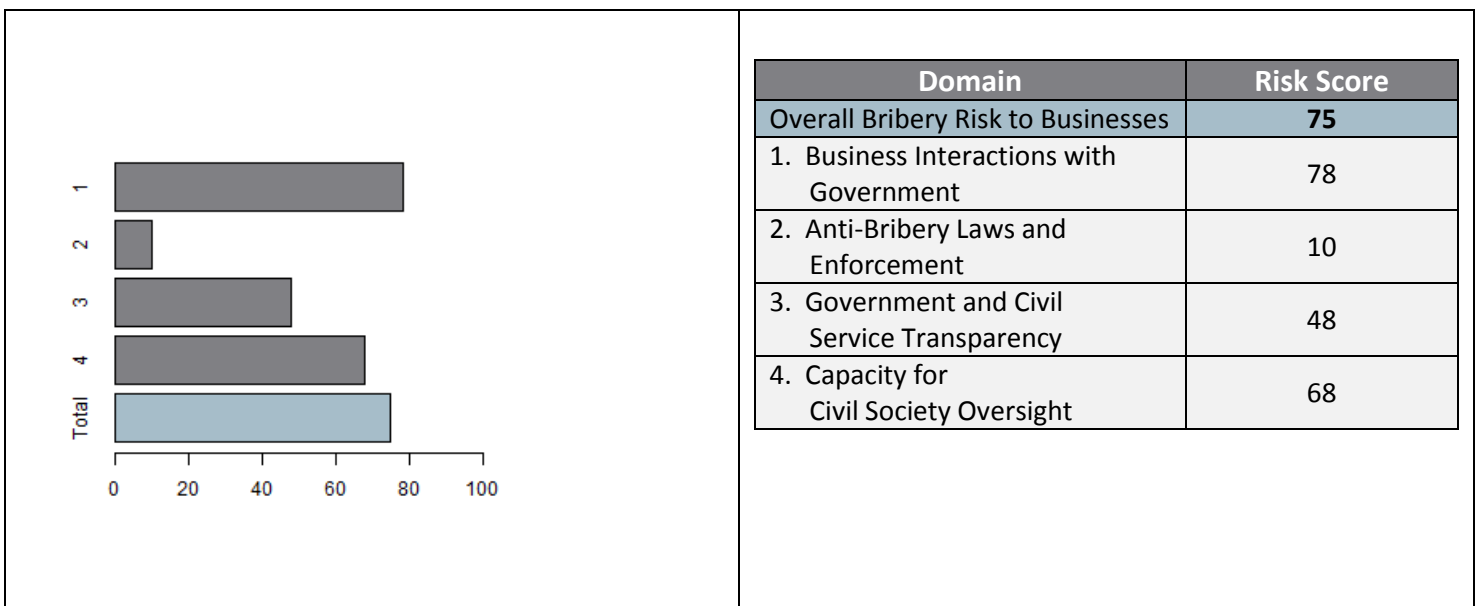 1
2
3
4
Total
0 20 40 60 80 100
Domain Risk Score
Overall Bribery Risk to Businesses 75
1. Business Interactions with
Government
78
2. Anti-Bribery Laws and
Enforcement
10
3. Government and Civil
Service Transparency
48
4. Capacity for
Civil Society Oversight
68